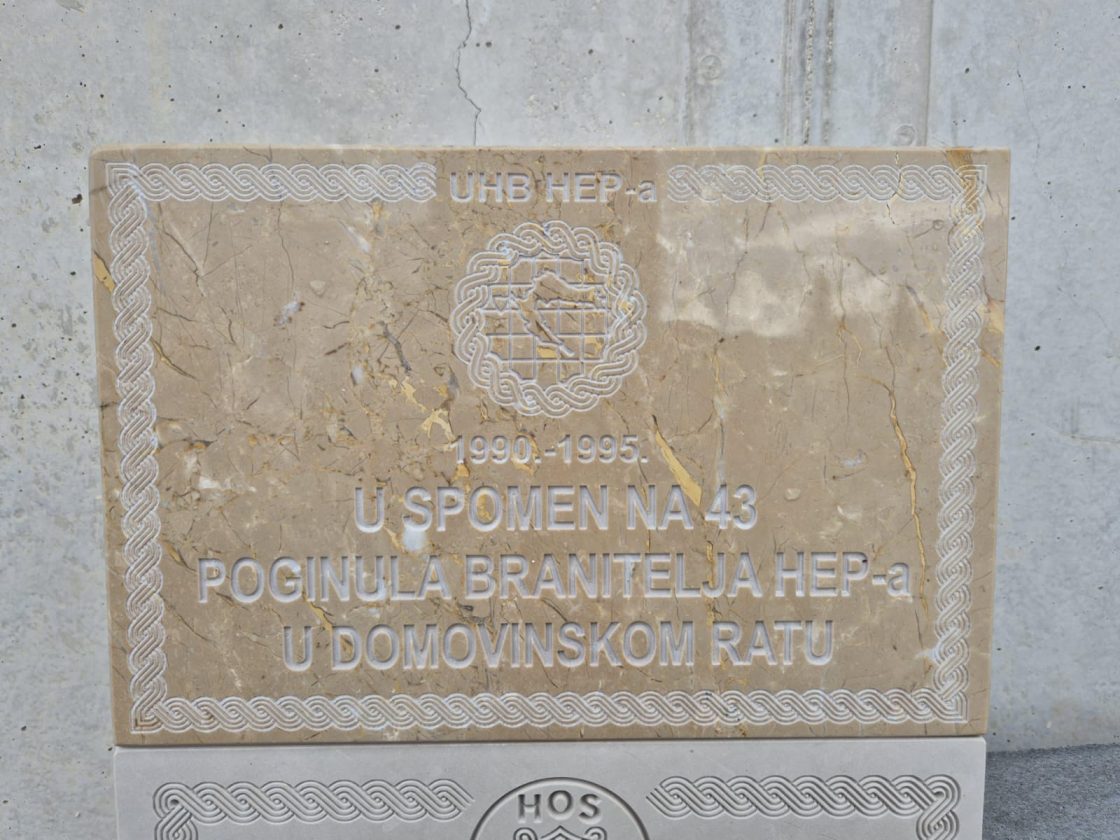 UHB HEP-a
1990.-1995.
U SPOMEN NA 43
POGINULA BRANITELJA HEP-a
U DOMOVINSKOM RATU
HOS